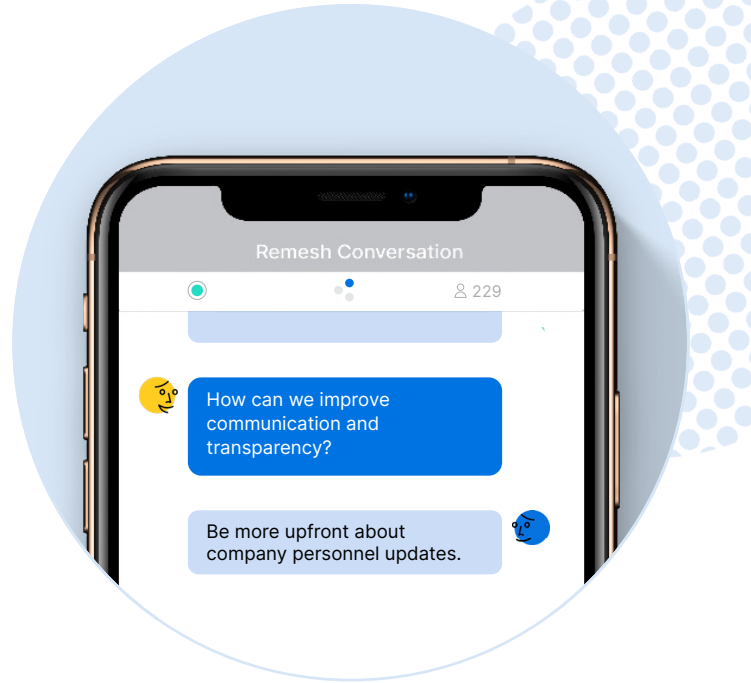 Remesh Conversation
229
How can we improve
communication and
transparency?
Be more upfront about
company personnel updates.